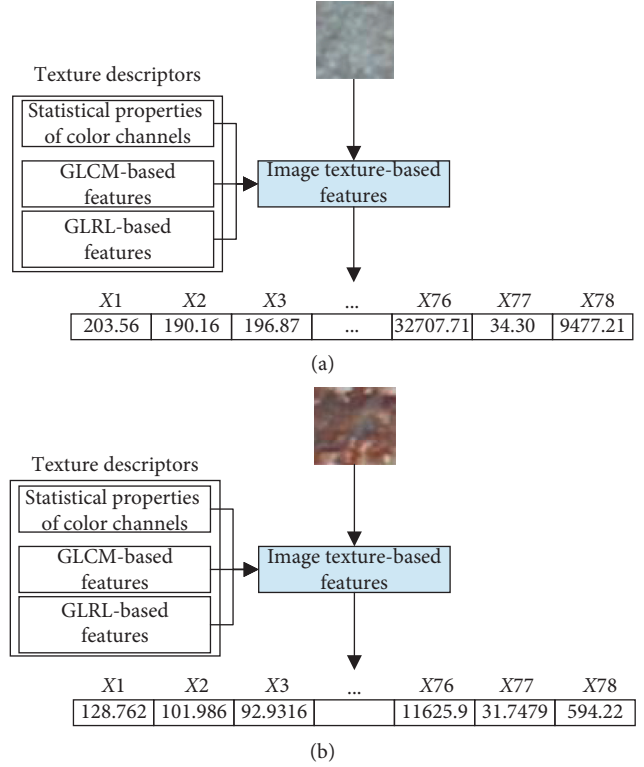 Texture descriptors
Statistical properties
of color channels
GLCM-based
features
GLRL-based
features
Image texture-based
features
X1 X2 X3 ... X76 X77 X78
203.56 190.16 196.87 ... 32707.71 34.30 9477.21
(a)
Texture descriptors
Statistical properties
of color channels
GLCM-based
features
GLRL-based
features
Image texture-based
features
X1 X2 X3 ... X76 X77 X78
128.762 101.986 92.9316 11625.9 31.7479 594.22
(b)